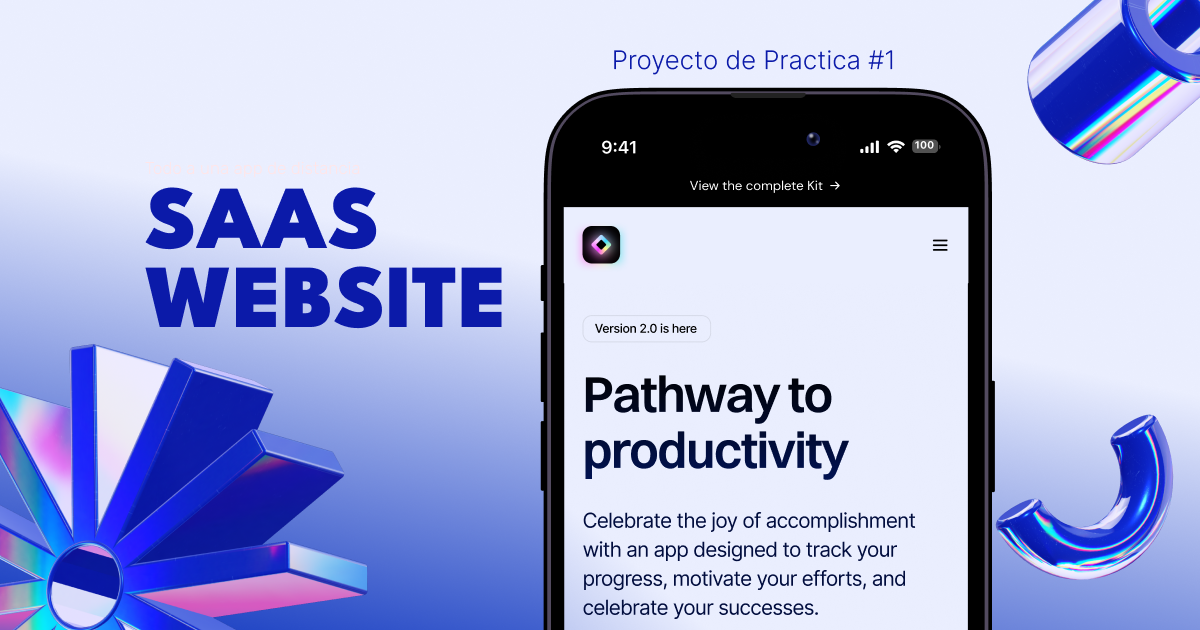 Proyecto de Practica #1
SAAS
WEBSITE
9:41
100
View the complete Kit →
Version 2.0 is here
Pathway to
productivity
Celebrate the joy of accomplishment
with an app designed to track your
progress, motivate your efforts, and
celebrate your successes.